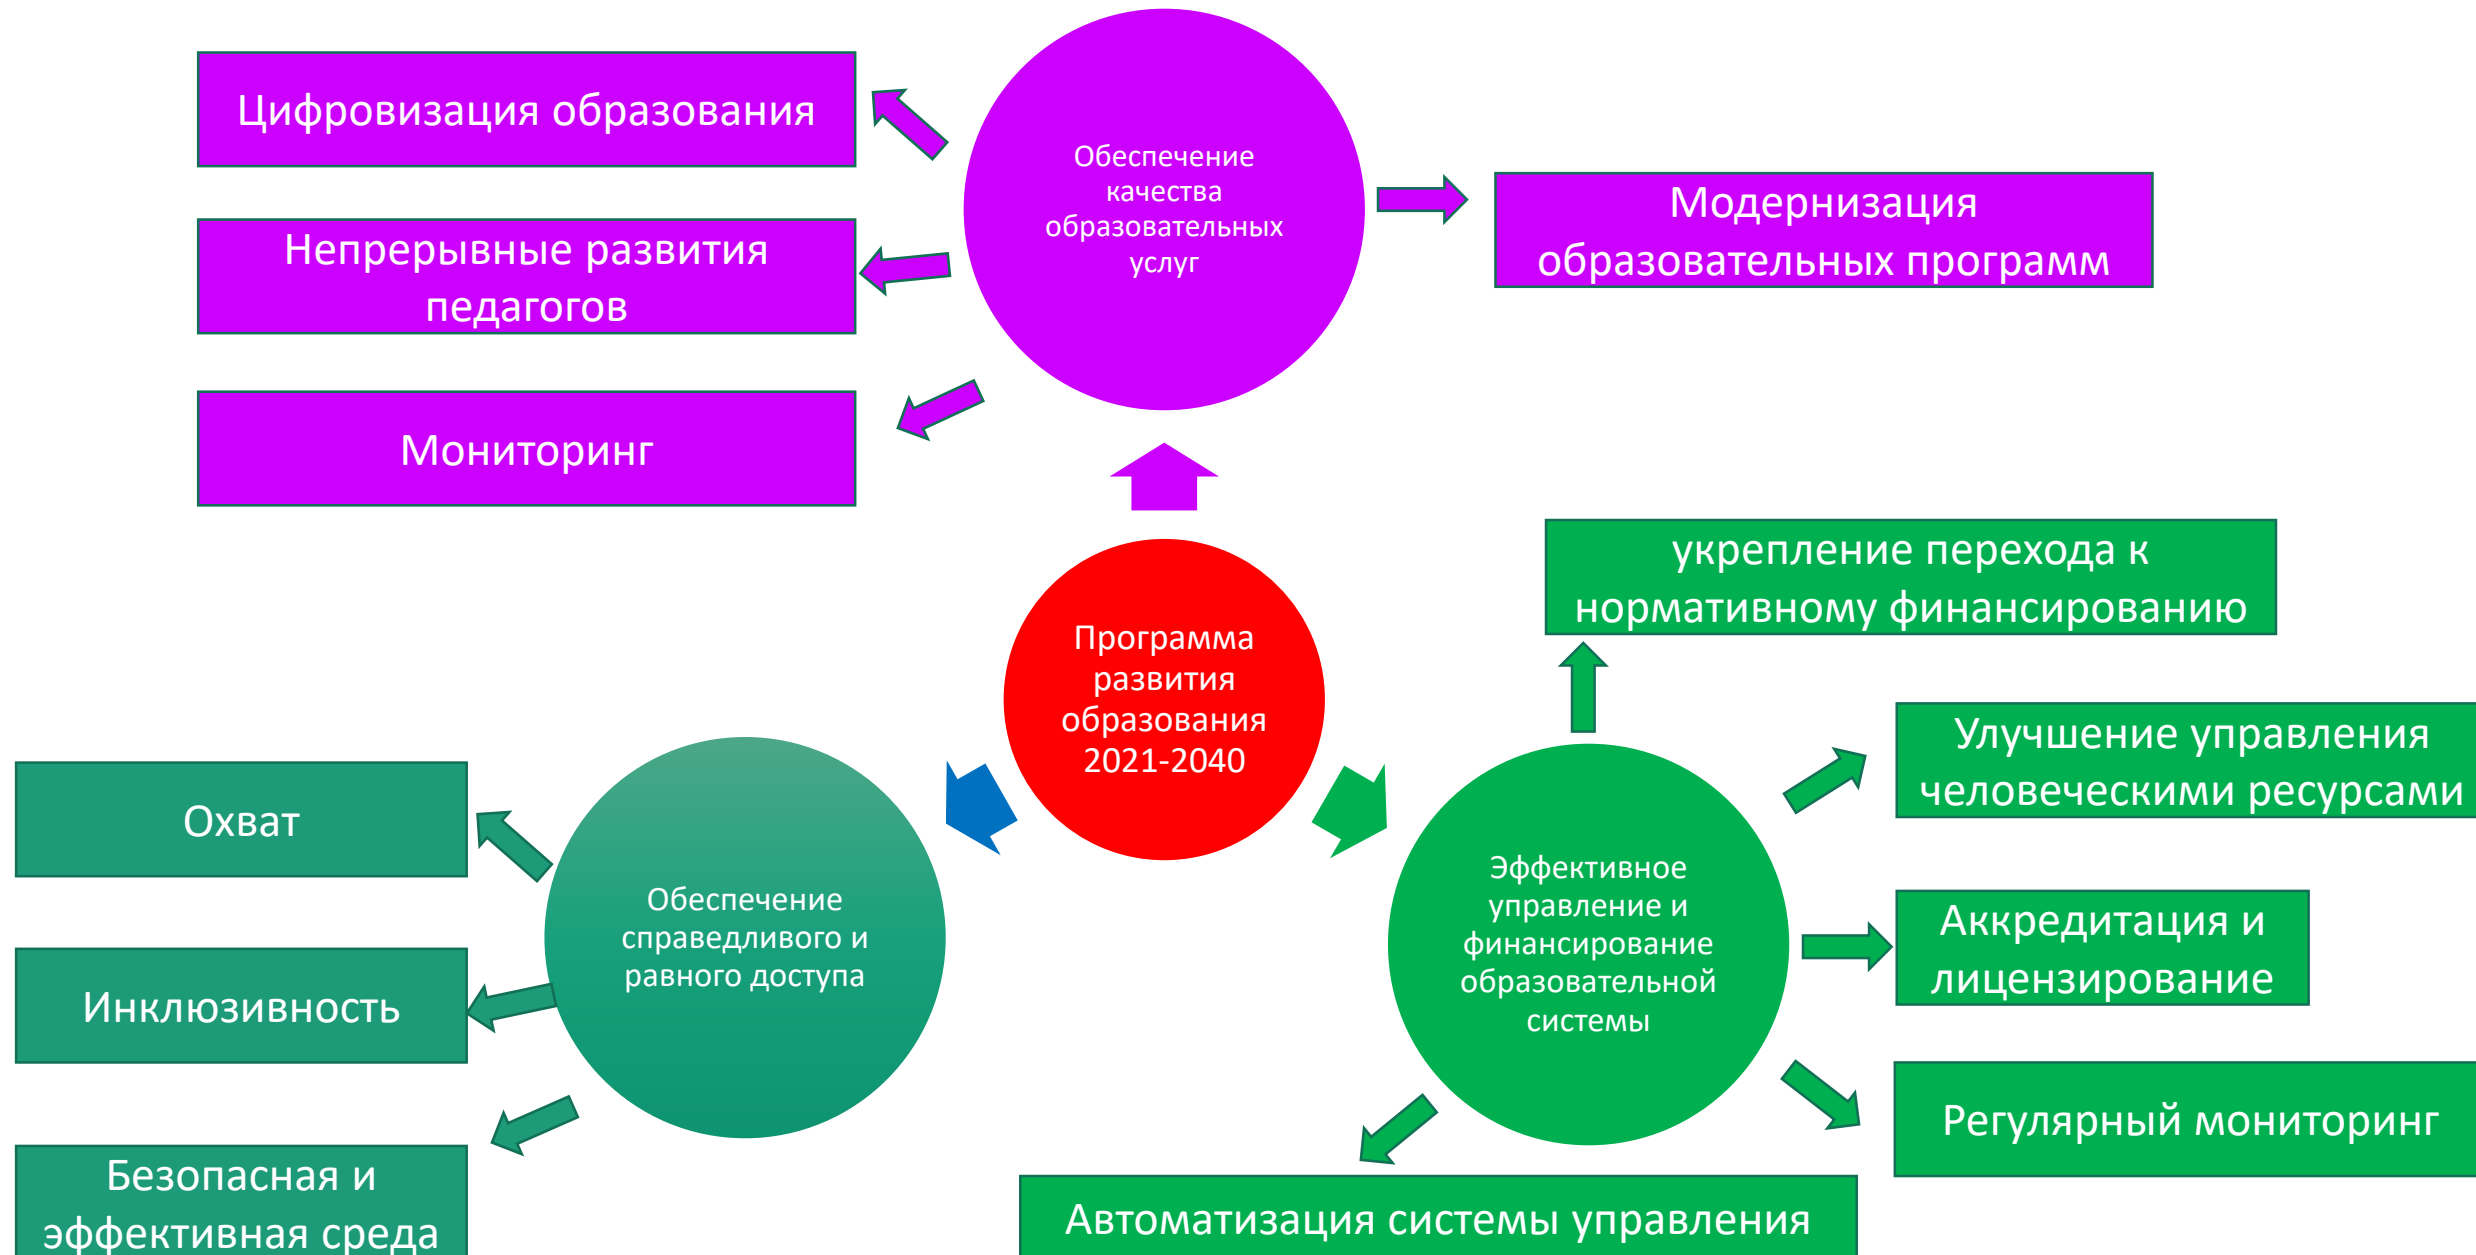 Цифровизация образования
Непрерывные развития
педагогов
Мониторинг
Обеспечение
качества
образовательных
услуг
Модернизация
образовательных программ
Программа
развития
образования
2021-2040
укрепление перехода к
нормативному финансированию
Улучшение управления
человеческими ресурсами
Аккредитация и
лицензирование
Регулярный мониторинг
Эффективное
управление и
финансирование
образовательной
системы
Автоматизация системы управления
Обеспечение
справедливого и
равного доступа
Охват
Инклюзивность
Безопасная и
эффективная среда